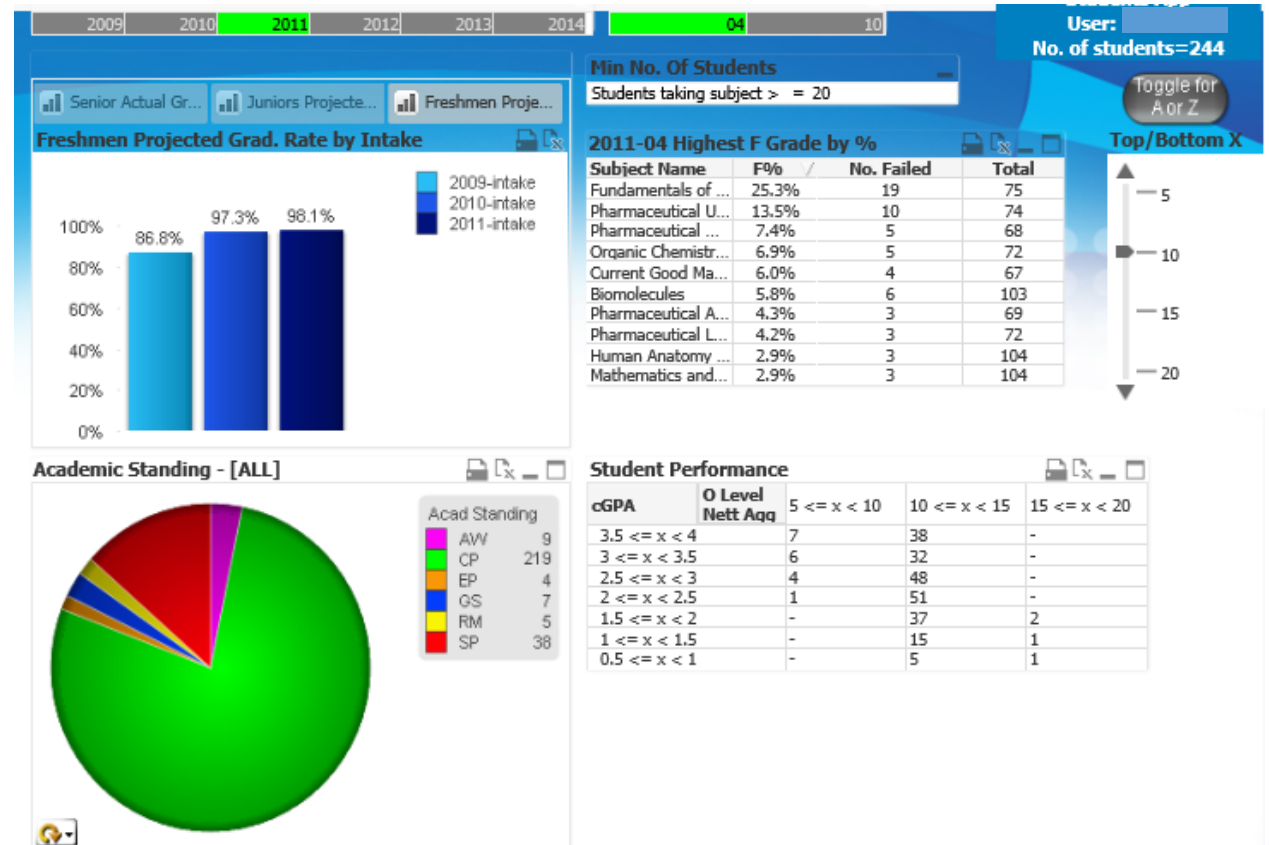 2009 2010 2011 2012 2013 2014 04 10
User:
No. of students=244
Min No. Of Students
Students taking subject > = 20
Toggle for
A or Z
Senior Actual Gr... Juniors Projecte... Freshmen Proje...
Freshmen Projected Grad. Rate by Intake
2009-intake
2010-intake
2011-intake
86.8% 97.3% 98.1%
100%
80%
60%
40%
20%
0%
2011-04 Highest F Grade by %
Subject Name F% No. Failed Total
Fundamentals of ... 25.3% 19 75
Pharmaceutical U... 13.5% 10 74
Pharmaceutical ... 7.4% 5 68
Organic Chemistr... 6.9% 5 72
Current Good Ma... 6.0% 4 67
Biomolecules 5.8% 6 103
Pharmaceutical A... 4.3% 3 69
Pharmaceutical L... 4.2% 3 72
Human Anatomy ... 2.9% 3 104
Mathematics and... 2.9% 3 104
Top/Bottom X
5
10
15
20
Academic Standing - [ALL]
Acad Standing
AW 9
CP 219
EP 4
GS 7
RM 5
SP 38
Student Performance
cGPA O Level Nett Agg 5 <= x < 10 10 <= x < 15 15 <= x < 20
3.5 <= x < 4 7 38 -
3 <= x < 3.5 6 32 -
2.5 <= x < 3 4 48 -
2 <= x < 2.5 1 51 -
1.5 <= x < 2 - 37 2
1 <= x < 1.5 - 15 1
0.5 <= x < 1 - 5 1